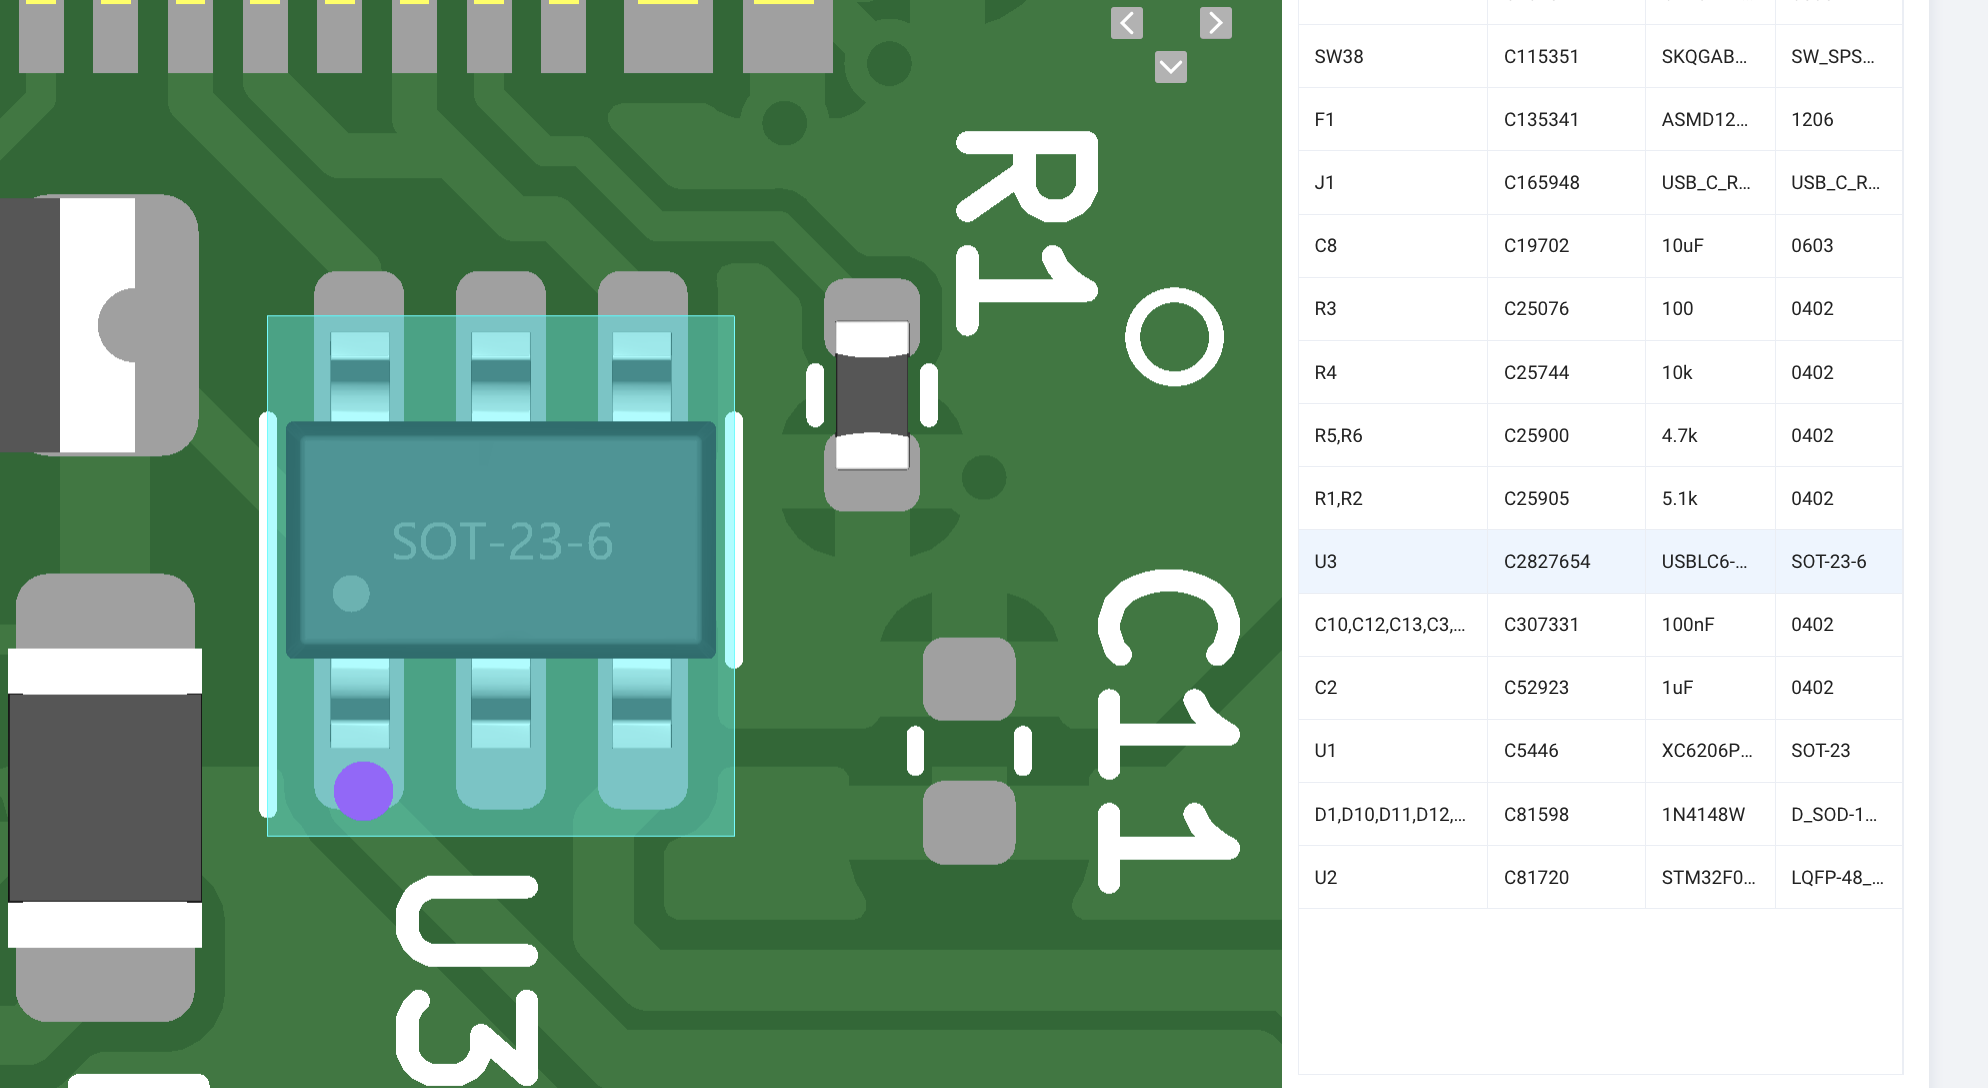 R1
SOT-23-6
C11
U3
SW38 C115351 SKQGAB... SW_SPS...
F1 C135341 ASMD12... 1206
J1 C165948 USB_C_R... USB_C_R...
C8 C19702 10uF 0603
R3 C25076 100 0402
R4 C25744 10k 0402
R5,R6 C25900 4.7k 0402
R1,R2 C25905 5.1k 0402
U3 C2827654 USBLC6-... SOT-23-6
C10,C12,C13,C3,... C307331 100nF 0402
C2 C52923 1uF 0402
U1 C5446 XC6206P... SOT-23
D1,D10,D11,D12,... C81598 1N4148W D_SOD-1...
U2 C81720 STM32F0... LQFP-48_...